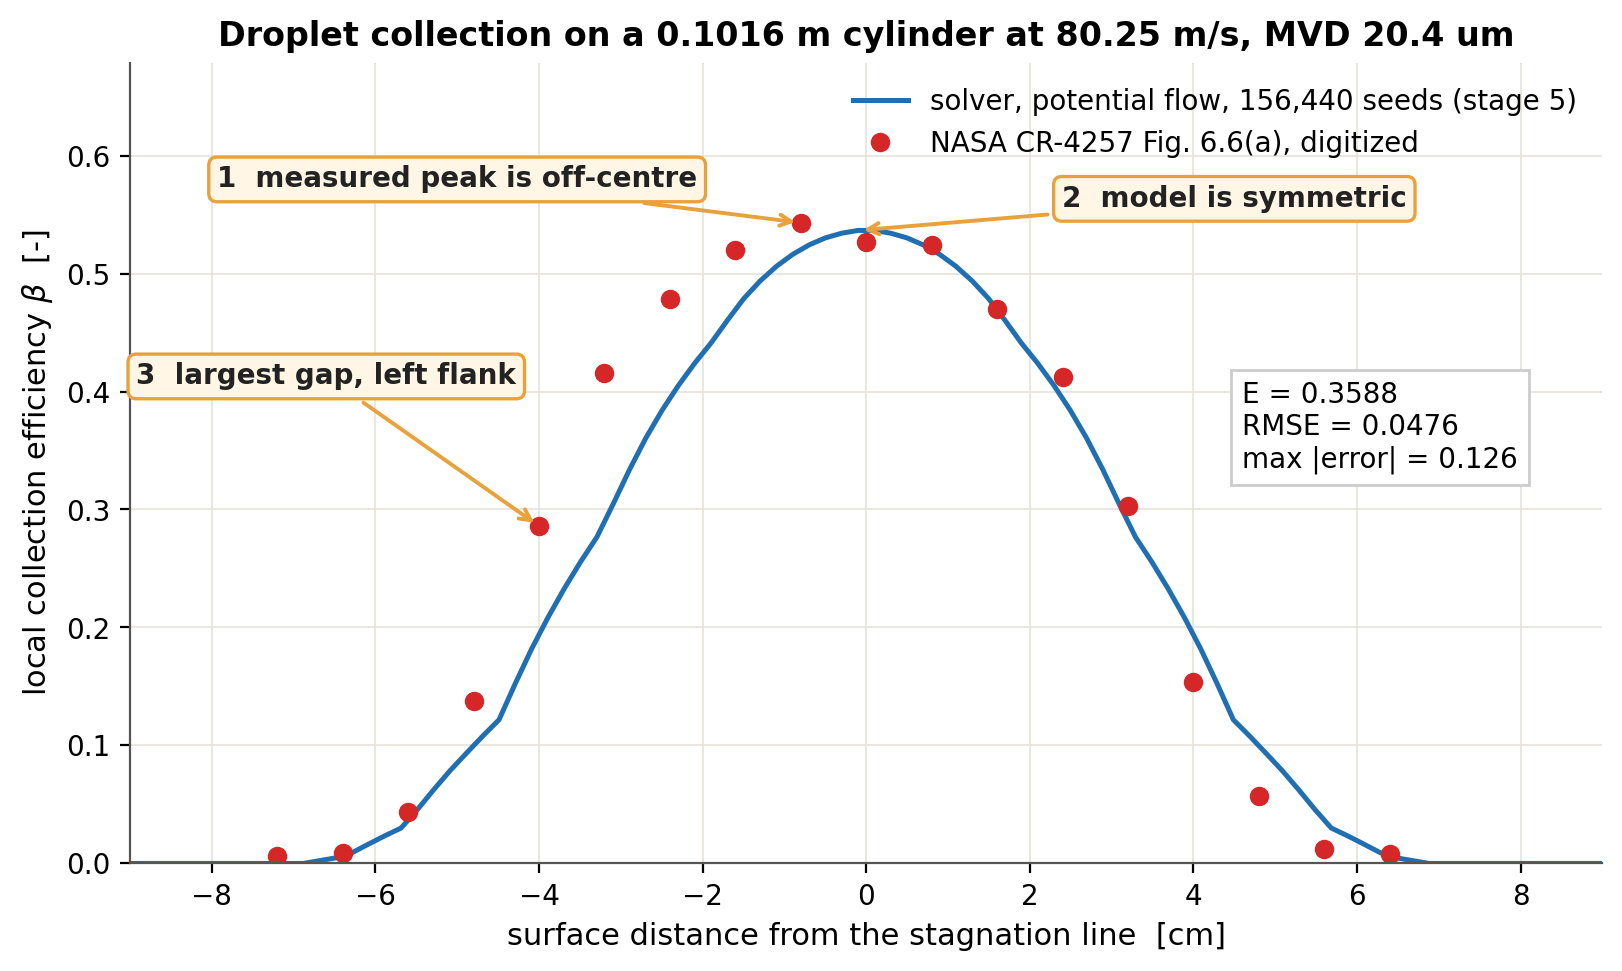 Droplet collection on a 0.1016 m cylinder at 80.25 m/s, MVD 20.4 um
solver, potential flow, 156,440 seeds (stage 5)
NASA CR-4257 Fig. 6.6(a), digitized
1 measured peak is off-centre
2 model is symmetric
3 largest gap, left flank
E = 0.3588
RMSE = 0.0476
max |error| = 0.126
local collection efficiency β [-]
0.6
0.5
0.4
0.3
0.2
0.1
0.0
−8 −6 −4 −2 0 2 4 6 8
surface distance from the stagnation line [cm]